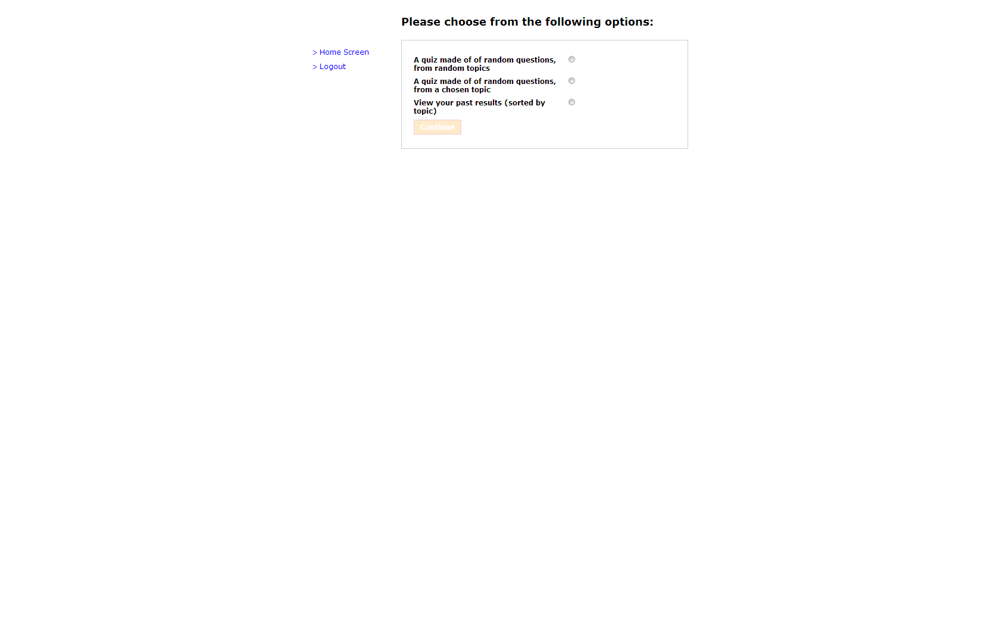 Please choose from the following options:
> Home Screen
> Logout
A quiz made of of random questions,
from random topics
A quiz made of of random questions,
from a chosen topic
View your past results (sorted by
topic)
Continue